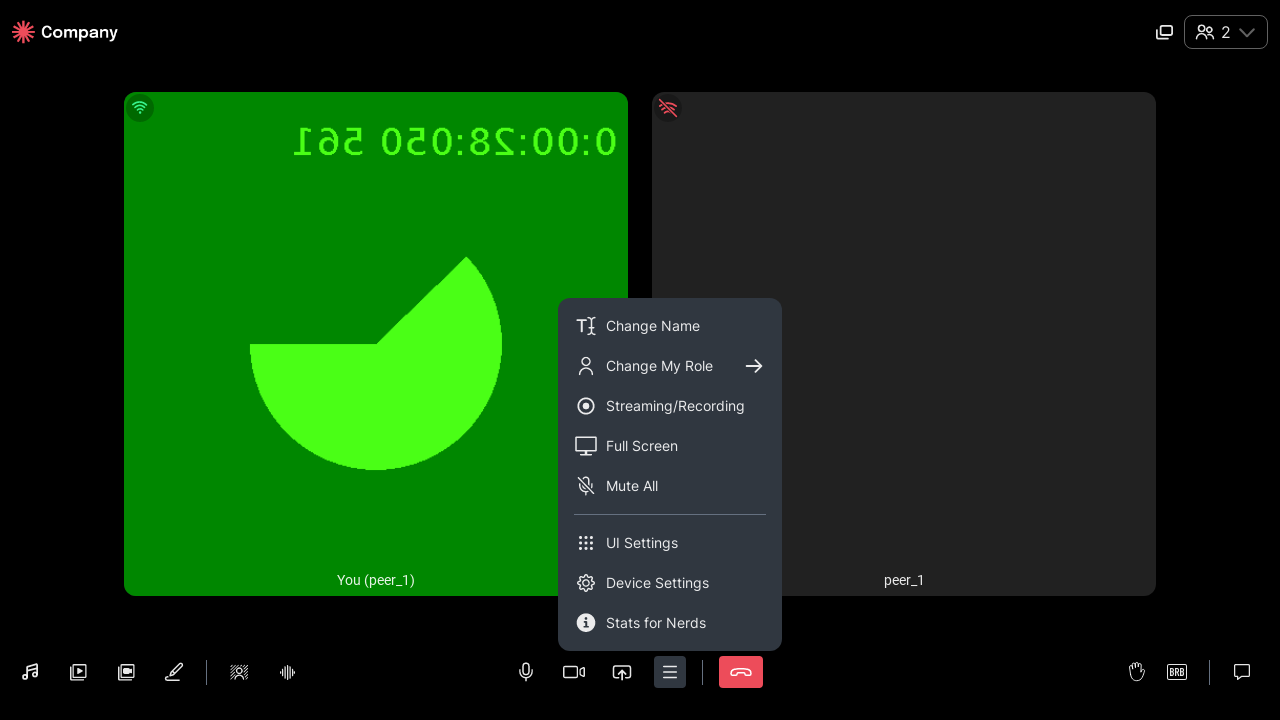 Company
2
0:00:28:050 561
Change Name
Change My Role
Streaming/Recording
Full Screen
Mute All
UI Settings
Device Settings
Stats for Nerds
You (peer_1)
peer_1
BRB